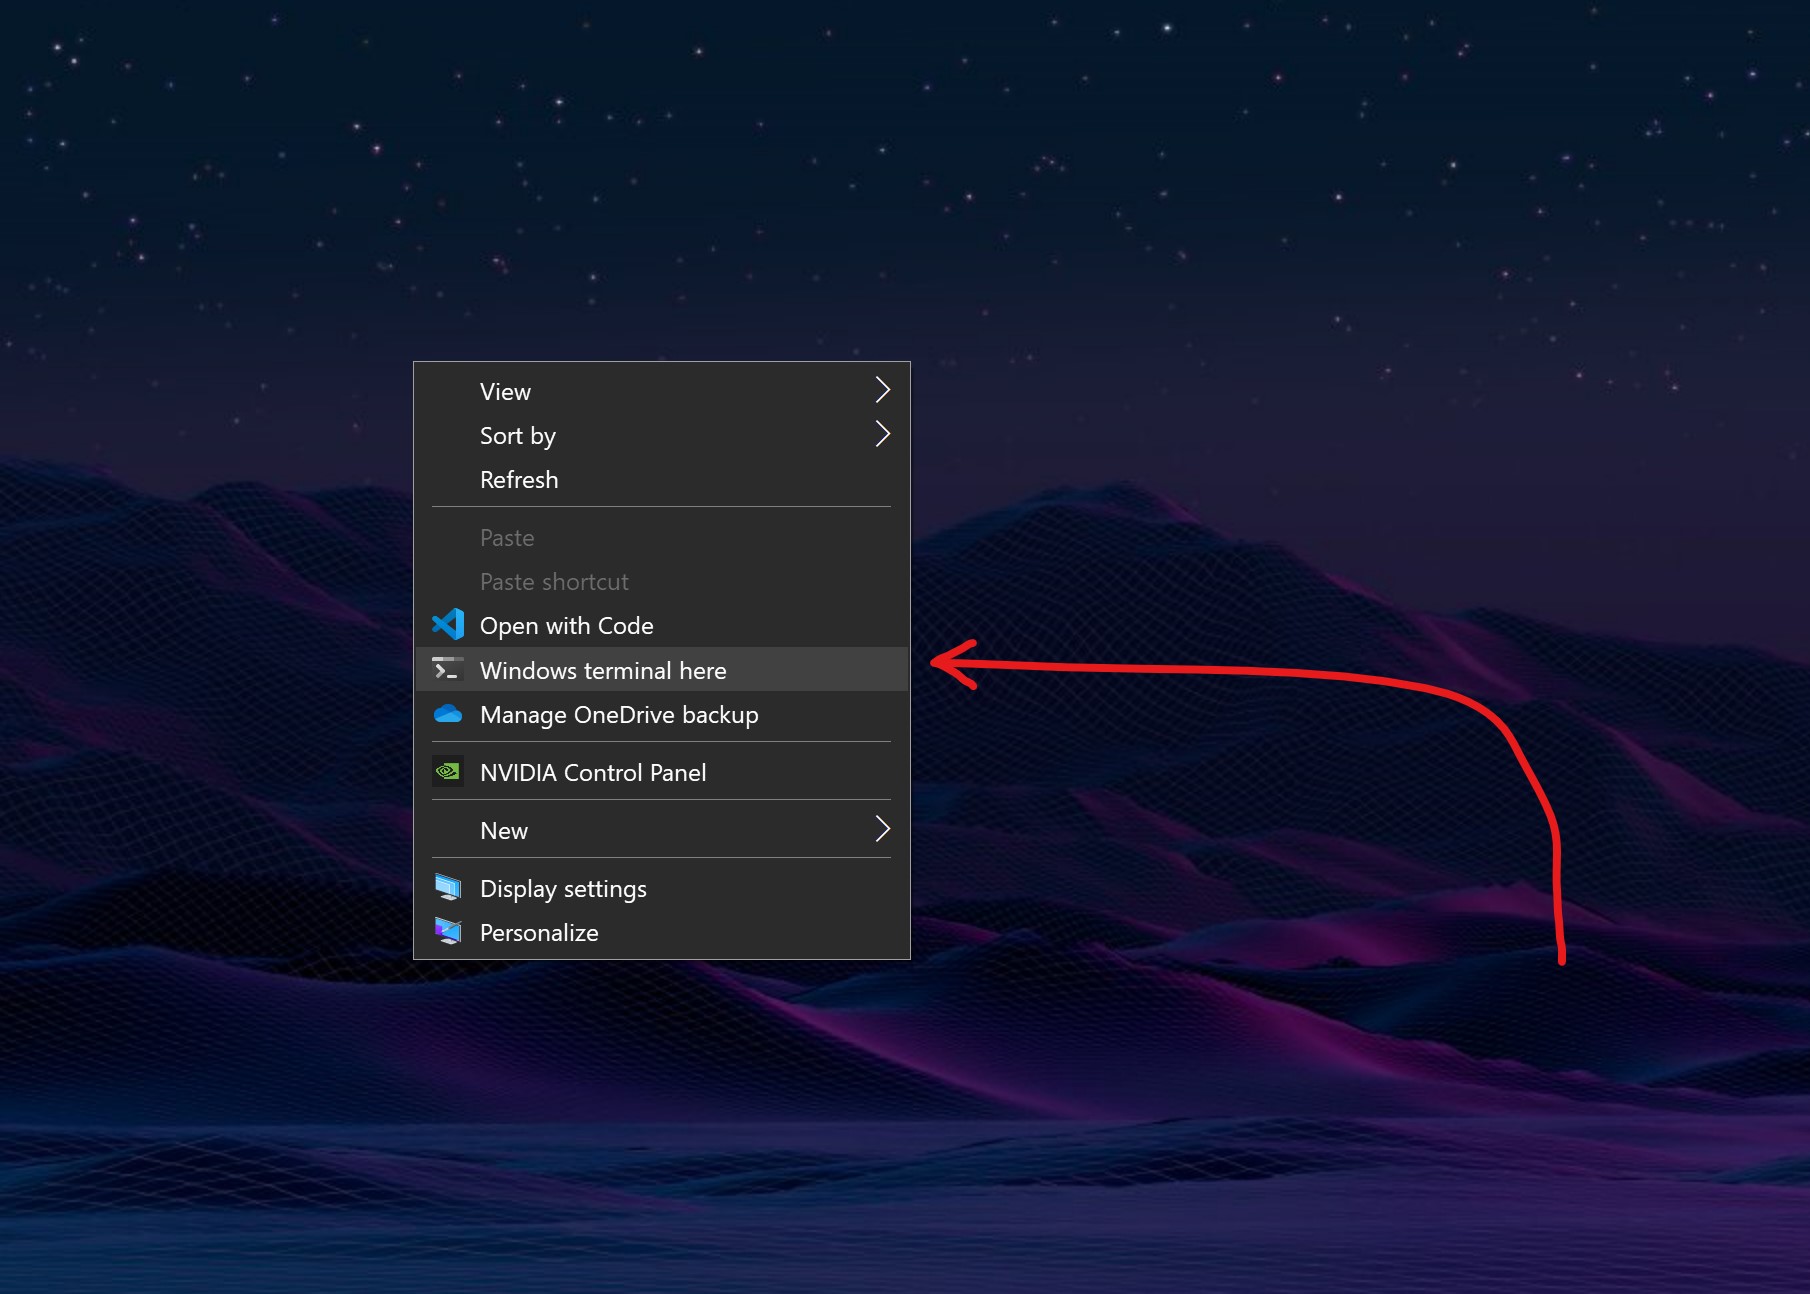 View
Sort by
Refresh
Paste
Paste shortcut
Open with Code
Windows terminal here
Manage OneDrive backup
NVIDIA Control Panel
New
Display settings
Personalize